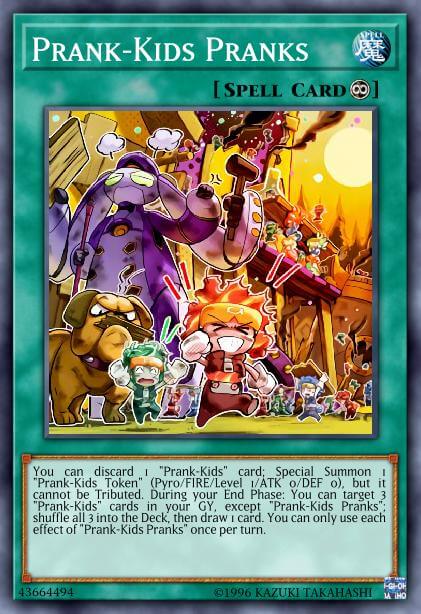 PRANK-KIDS PRANKS
SPELL
魔
[SPELL CARD]
You can discard 1 "Prank-Kids" card; Special Summon 1
"Prank-Kids Token" (Pyro/FIRE/Level 1/ATK 0/DEF 0), but it
cannot be Tributed. During your End Phase: You can target 3
"Prank-Kids" cards in your GY, except "Prank-Kids Pranks";
shuffle all 3 into the Deck, then draw 1 card. You can only use each
effect of "Prank-Kids Pranks" once per turn.
43664494
©1996 KAZUKI TAKAHASHI